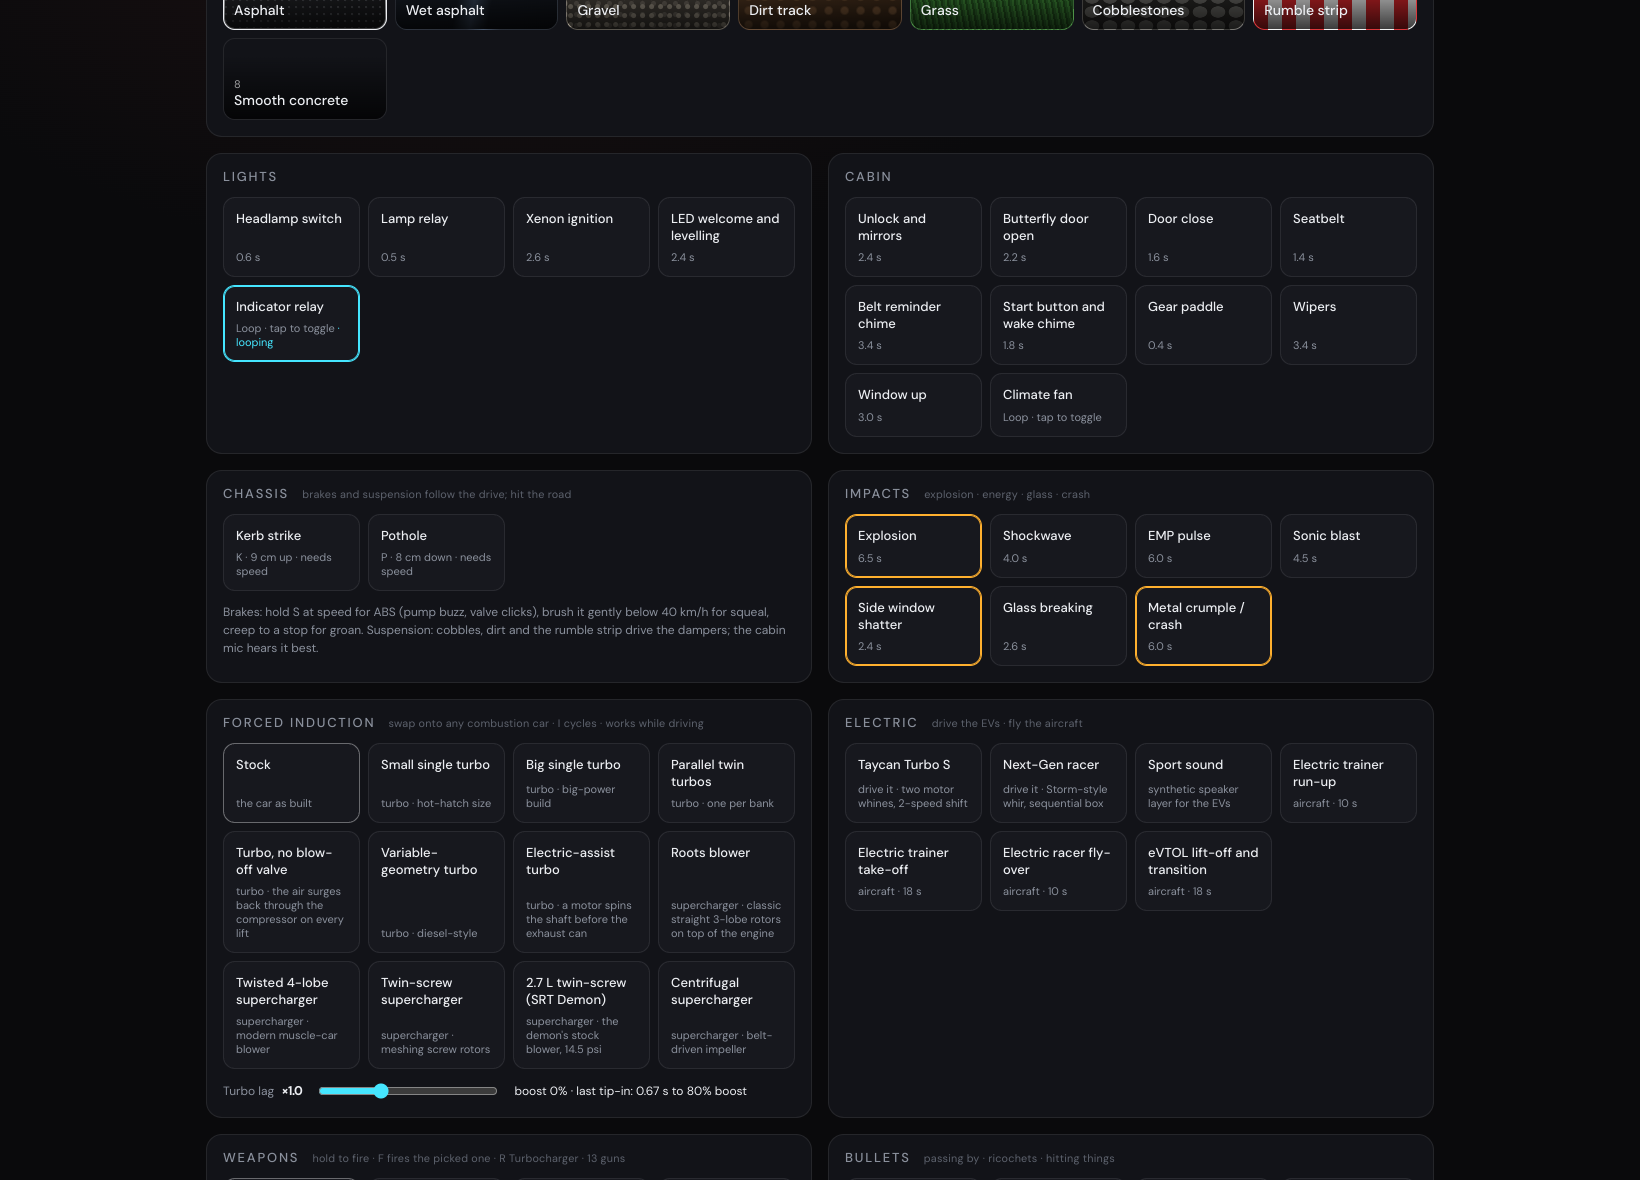 Asphalt
Wet asphalt
Gravel
Dirt track
Grass
Cobblestones
Rumble strip
8
Smooth concrete
LIGHTS
Headlamp switch
0.6 s
Lamp relay
0.5 s
Xenon ignition
2.6 s
LED welcome and
levelling
2.4 s
Indicator relay
Loop · tap to toggle ·
looping
CABIN
Unlock and
mirrors
2.4 s
Butterfly door
open
2.2 s
Door close
1.6 s
Seatbelt
1.4 s
Belt reminder
chime
3.4 s
Start button and
wake chime
1.8 s
Gear paddle
0.4 s
Wipers
3.4 s
Window up
3.0 s
Climate fan
Loop · tap to toggle
CHASSIS brakes and suspension follow the drive; hit the road
Kerb strike
K · 9 cm up · needs
speed
Pothole
P · 8 cm down · needs
speed
Brakes: hold S at speed for ABS (pump buzz, valve clicks), brush it gently below 40 km/h for squeal,
creep to a stop for groan. Suspension: cobbles, dirt and the rumble strip drive the dampers; the cabin
mic hears it best.
IMPACTS explosion · energy · glass · crash
Explosion
6.5 s
Shockwave
4.0 s
EMP pulse
6.0 s
Sonic blast
4.5 s
Side window
shatter
2.4 s
Glass breaking
2.6 s
Metal crumple /
crash
6.0 s
FORCED INDUCTION swap onto any combustion car · I cycles · works while driving
Stock
the car as built
Small single turbo
turbo · hot-hatch size
Big single turbo
turbo · big-power
build
Parallel twin
turbos
turbo · one per bank
Turbo, no blow-
off valve
turbo · the air surges
back through the
compressor on every
lift
Variable-
geometry turbo
turbo · diesel-style
Electric-assist
turbo
turbo · a motor spins
the shaft before the
exhaust can
Roots blower
supercharger · classic
straight 3-lobe rotors
on top of the engine
Twisted 4-lobe
supercharger
supercharger ·
modern muscle-car
blower
Twin-screw
supercharger
supercharger ·
meshing screw rotors
2.7 L twin-screw
(SRT Demon)
supercharger · the
demon's stock
blower, 14.5 psi
Centrifugal
supercharger
supercharger · belt-
driven impeller
Turbo lag ×1.0 boost 0% · last tip-in: 0.67 s to 80% boost
ELECTRIC drive the EVs · fly the aircraft
Taycan Turbo S
drive it · two motor
whines, 2-speed shift
Next-Gen racer
drive it · Storm-style
whir, sequential box
Sport sound
synthetic speaker
layer for the EVs
Electric trainer
run-up
aircraft · 10 s
Electric trainer
take-off
aircraft · 18 s
Electric racer fly-
over
aircraft · 10 s
eVTOL lift-off and
transition
aircraft · 18 s
WEAPONS hold to fire · F fires the picked one · R Turbocharger · 13 guns
BULLETS passing by · ricochets · hitting things